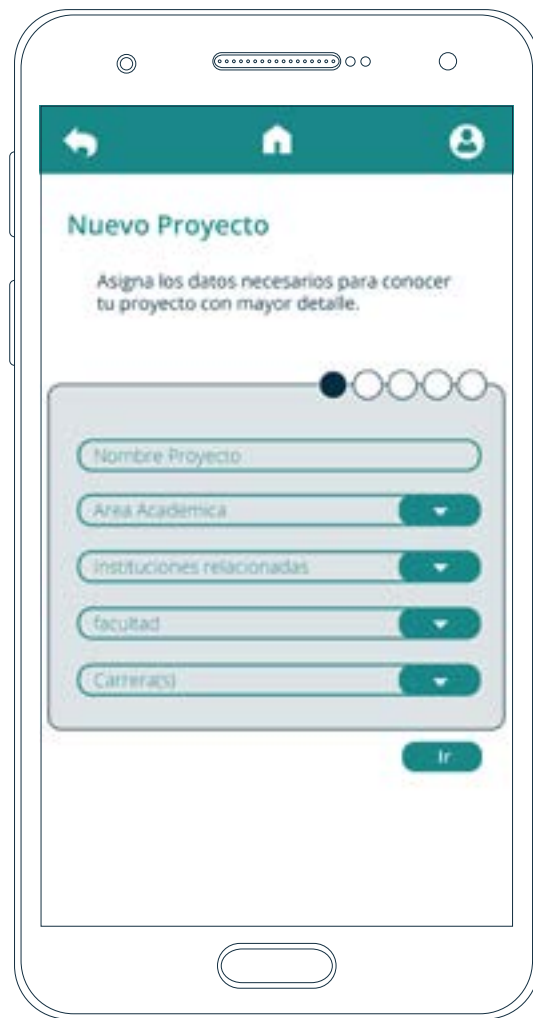 Nuevo Proyecto
Asigna los datos necesarios para conocer
tu proyecto con mayor detalle.
Nombre Proyecto
Area Academica
Instituciones relacionadas
facultad
Carrera(s)
Ir